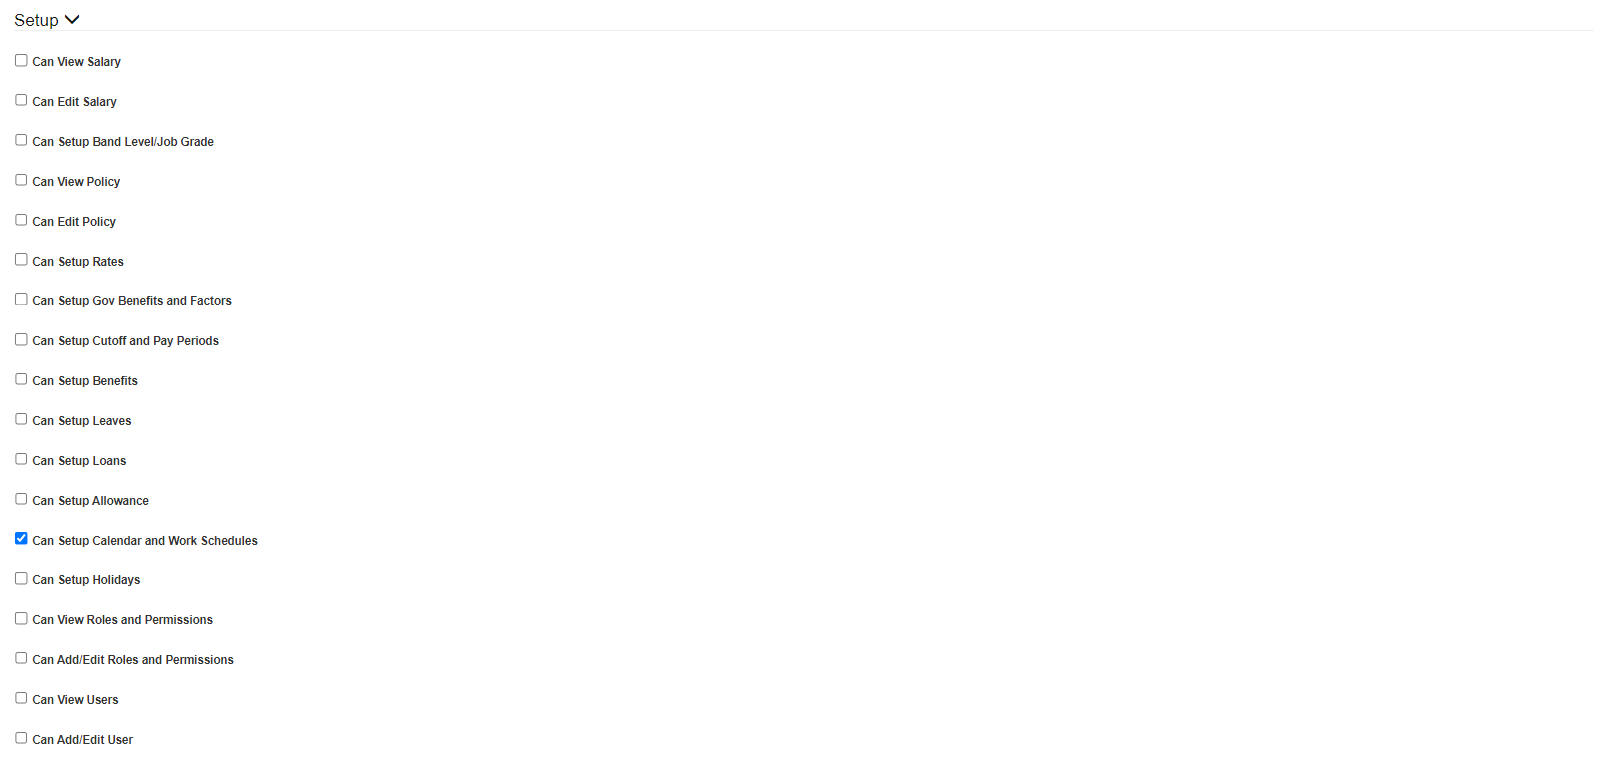 Setup
Can View Salary
Can Edit Salary
Can Setup Band Level/Job Grade
Can View Policy
Can Edit Policy
Can Setup Rates
Can Setup Gov Benefits and Factors
Can Setup Cutoff and Pay Periods
Can Setup Benefits
Can Setup Leaves
Can Setup Loans
Can Setup Allowance
Can Setup Calendar and Work Schedules
Can Setup Holidays
Can View Roles and Permissions
Can Add/Edit Roles and Permissions
Can View Users
Can Add/Edit User